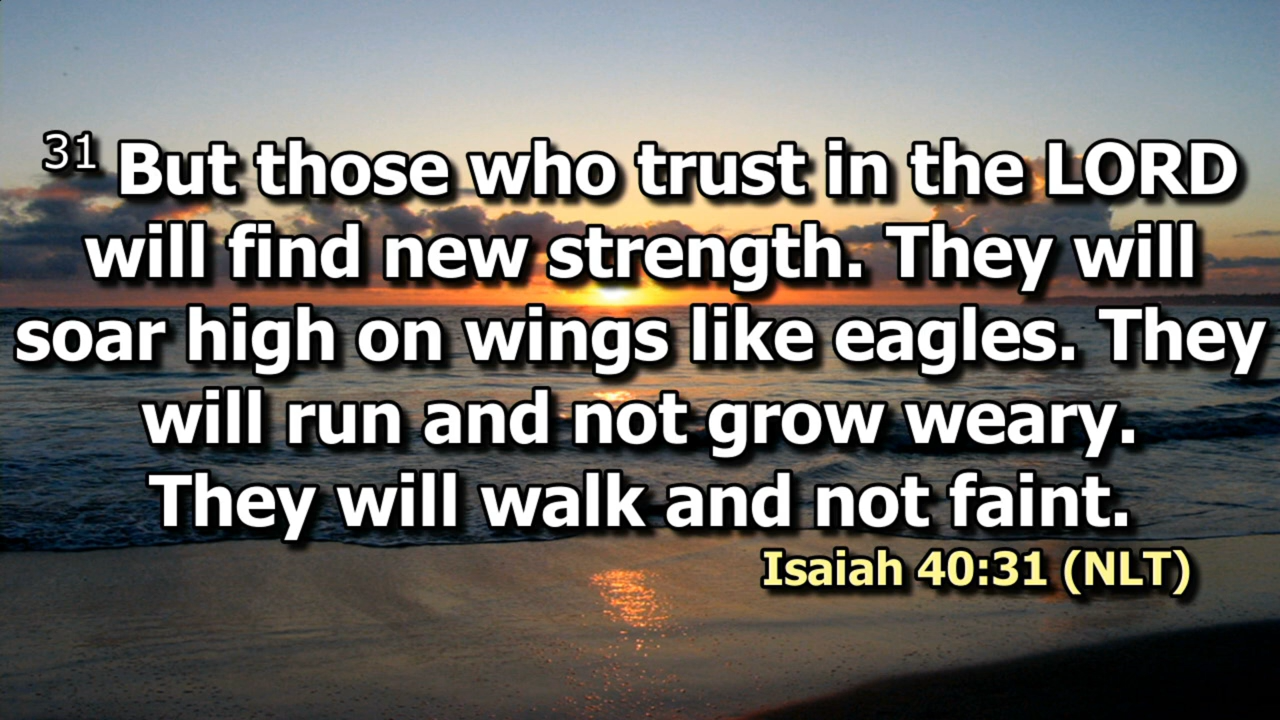 31 But those who trust in the LORD
will find new strength. They will
soar high on wings like eagles. They
will run and not grow weary.
They will walk and not faint.
Isaiah 40:31 (NLT)